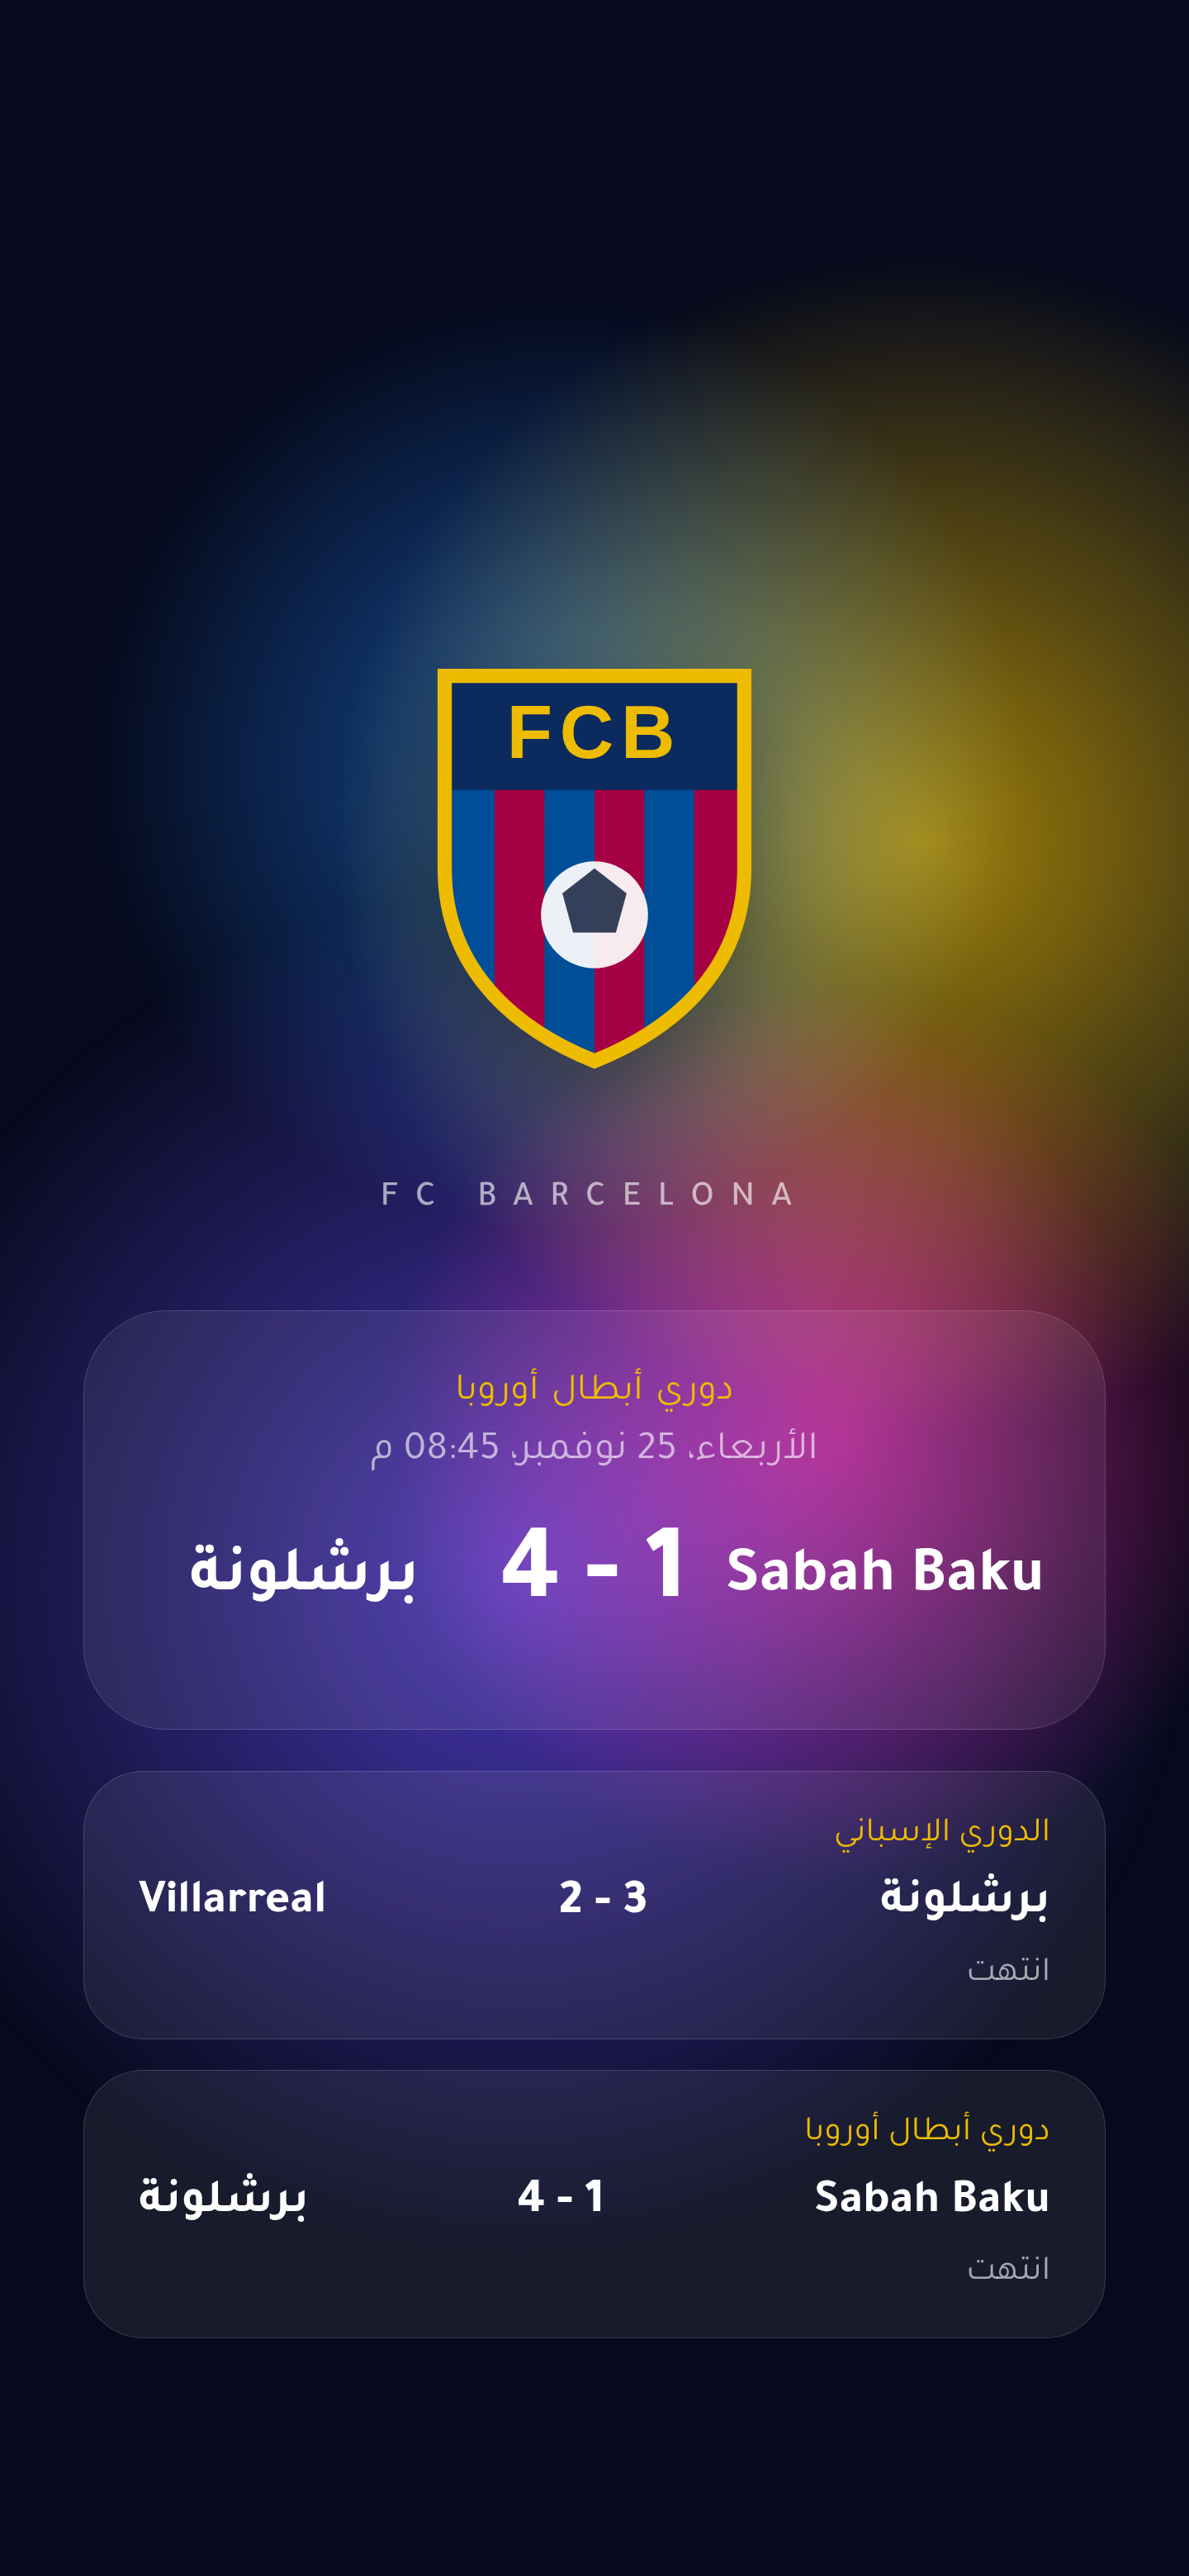 FCB
FC BARCELONA
دوري أبطال أوروبا
الأربعاء، 25 نوفمبر، 08:45 م
برشلونة 4 - 1 Sabah Baku
الدوري الإسباني
Villarreal 2 - 3 برشلونة
انتهت
دوري أبطال أوروبا
برشلونة 4 - 1 Sabah Baku
انتهت